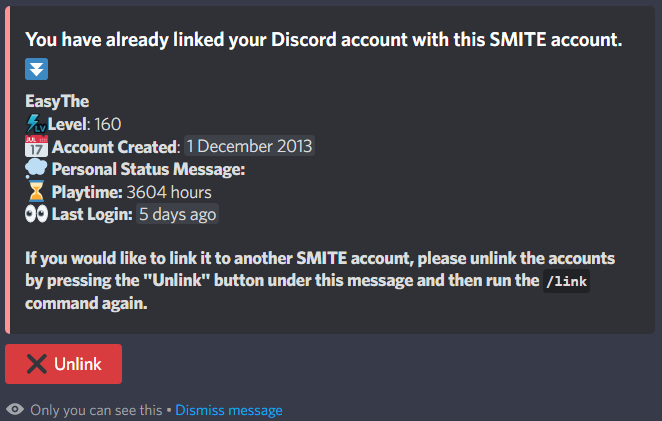 You have already linked your Discord account with this SMITE account.
EasyThe
LV Level: 160
JUL 17 Account Created: 1 December 2013
Personal Status Message:
Playtime: 3604 hours
Last Login: 5 days ago
If you would like to link it to another SMITE account, please unlink the accounts
by pressing the "Unlink" button under this message and then run the /link
command again.
Unlink
Only you can see this • Dismiss message